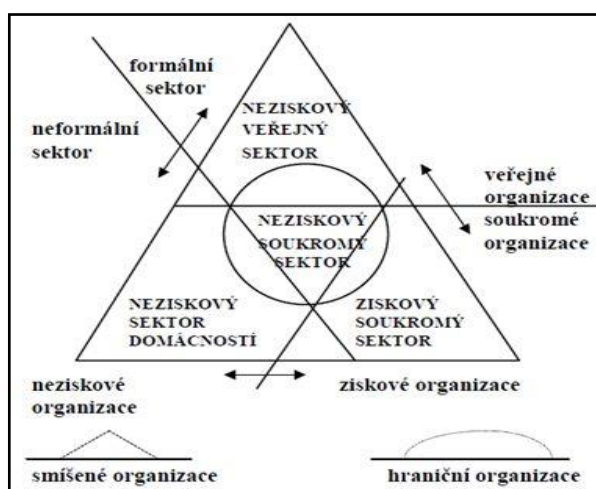 formální
sektor
neformální
sektor
NEZISKOVÝ
VEŘEJNÝ
SEKTOR
veřejné
organizace
soukromé
organizace
NEZISKOVÝ
SOUKROMÝ
SEKTOR
NEZISKOVÝ
SEKTOR
DOMÁCNOSTÍ
ZISKOVÝ
SOUKROMÝ
SEKTOR
neziskové
organizace
ziskové organizace
smíšené organizace
hraniční organizace